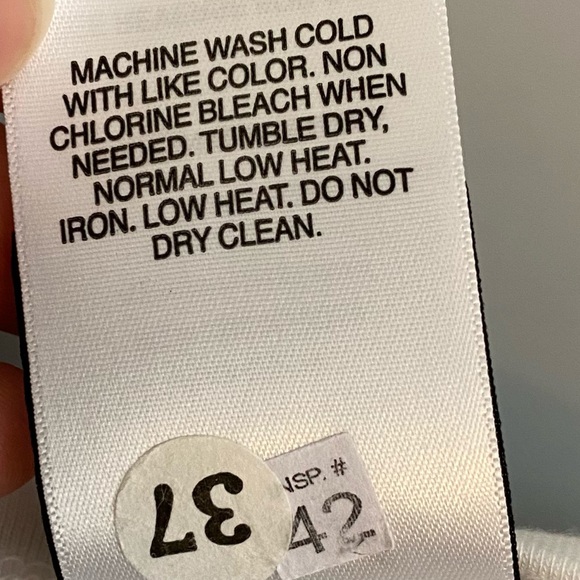 MACHINE WASH COLD
WITH LIKE COLOR. NON
CHLORINE BLEACH WHEN
NEEDED. TUMBLE DRY,
NORMAL LOW HEAT.
IRON. LOW HEAT. DO NOT
DRY CLEAN.
37
NSP. #
42